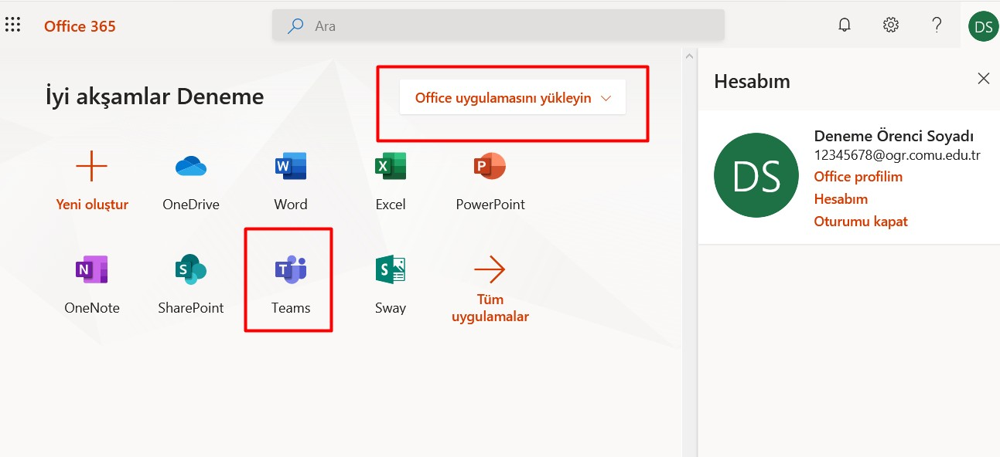 Office 365
Ara
?
DS
İyi akşamlar Deneme
Office uygulamasını yükleyin
Yeni oluştur
OneDrive
W
Word
X
Excel
P
PowerPoint
N
OneNote
S
SharePoint
T
Teams
S
Sway
Tüm
uygulamalar
Hesabım
DS
Deneme Örenci Soyadı
12345678@ogr.comu.edu.tr
Office profilim
Hesabım
Oturumu kapat